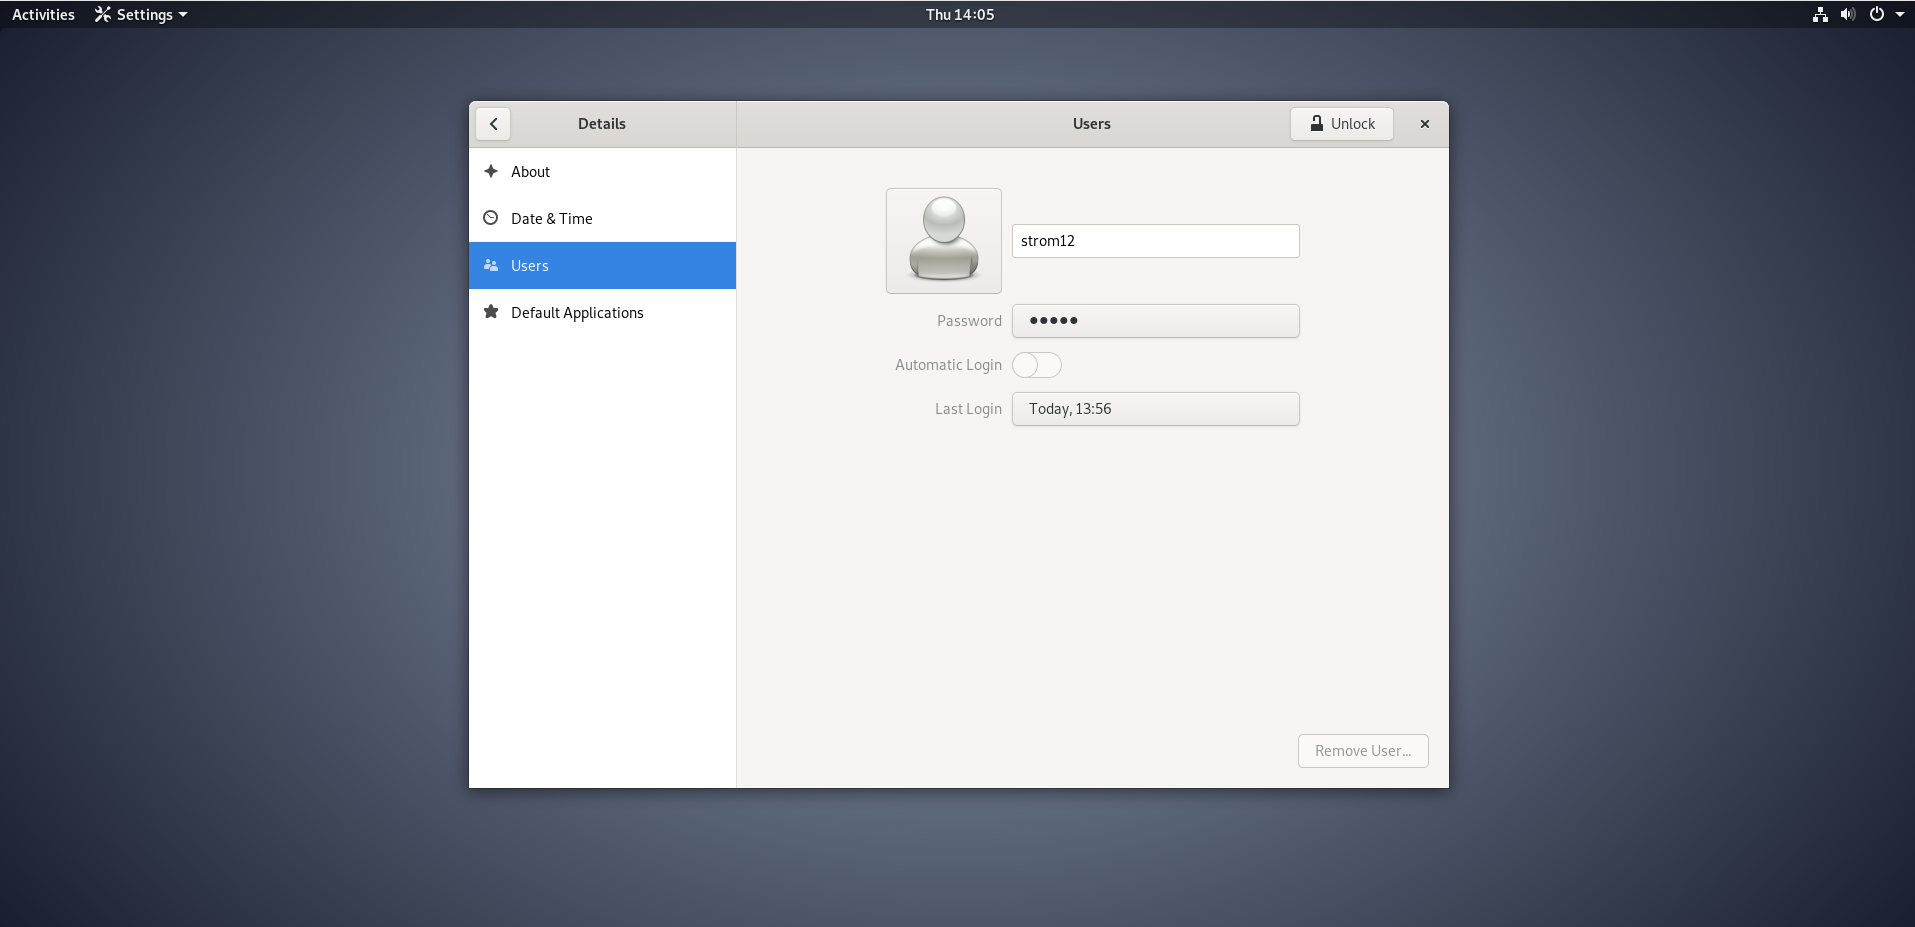 Activities Settings Thu 14:05
Details Users Unlock
About
Date & Time
Users
Default Applications
strom12
Password ●●●●●
Automatic Login
Last Login Today, 13:56
Remove User...